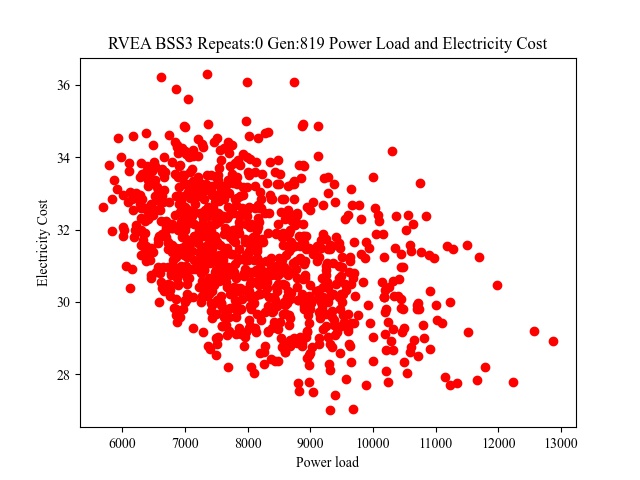 RVEA BSS3 Repeats:0 Gen:819 Power Load and Electricity Cost
36
34
32
30
28
Electricity Cost
6000 7000 8000 9000 10000 11000 12000 13000
Power load